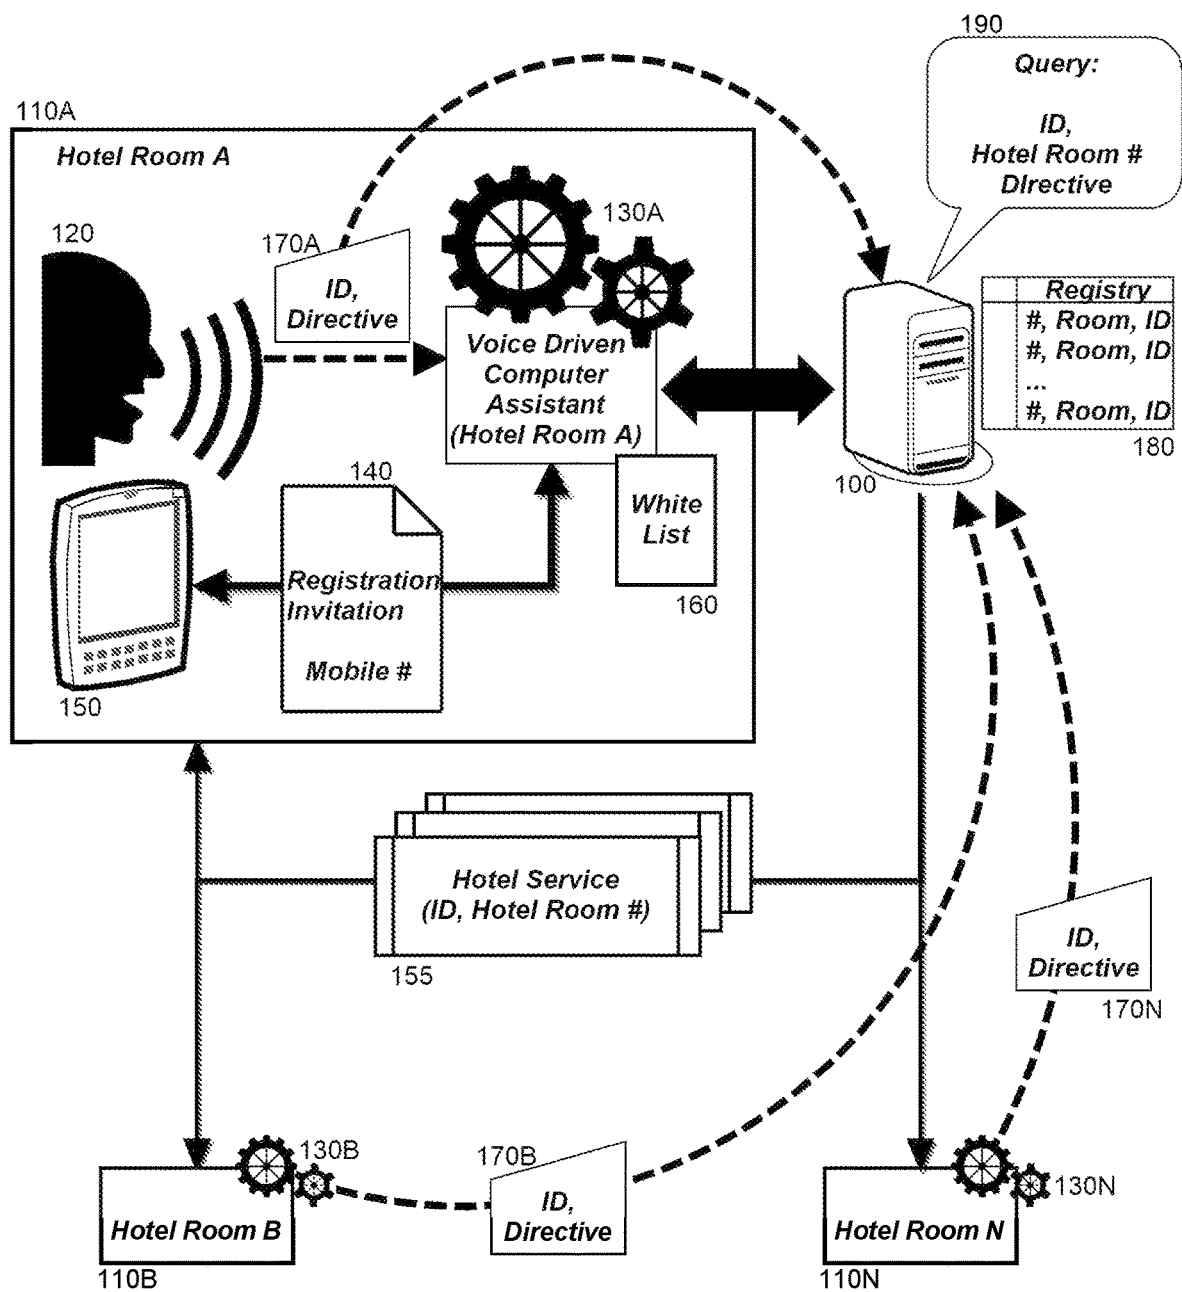 190
Query:
ID,
Hotel Room #
DIrective
110A
Hotel Room A
120
170A
ID,
Directive
130A
Voice Driven
Computer
Assistant
(Hotel Room A)
Registry
#, Room, ID
#, Room, ID
...
#, Room, ID
180
100
140
Registration
Invitation
Mobile #
White
List
160
150
Hotel Service
(ID, Hotel Room #)
155
ID,
Directive
170N
130B
170B
ID,
Directive
Hotel Room B
110B
130N
Hotel Room N
110N